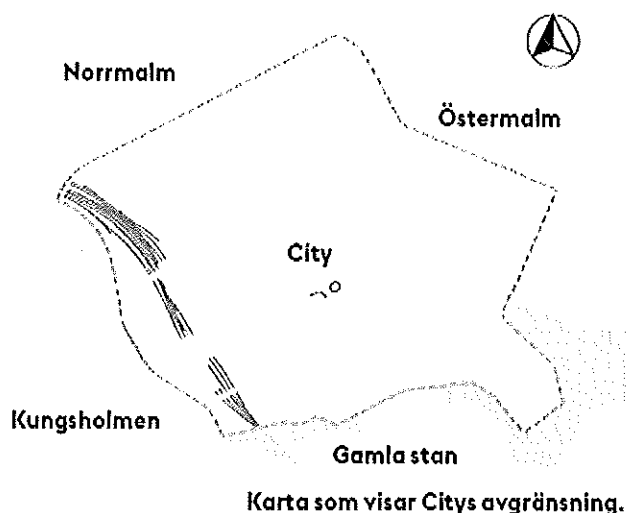 Norrmalm
Östermalm
City
Kungsholmen
Gamla stan
Karta som visar Citys avgränsning.